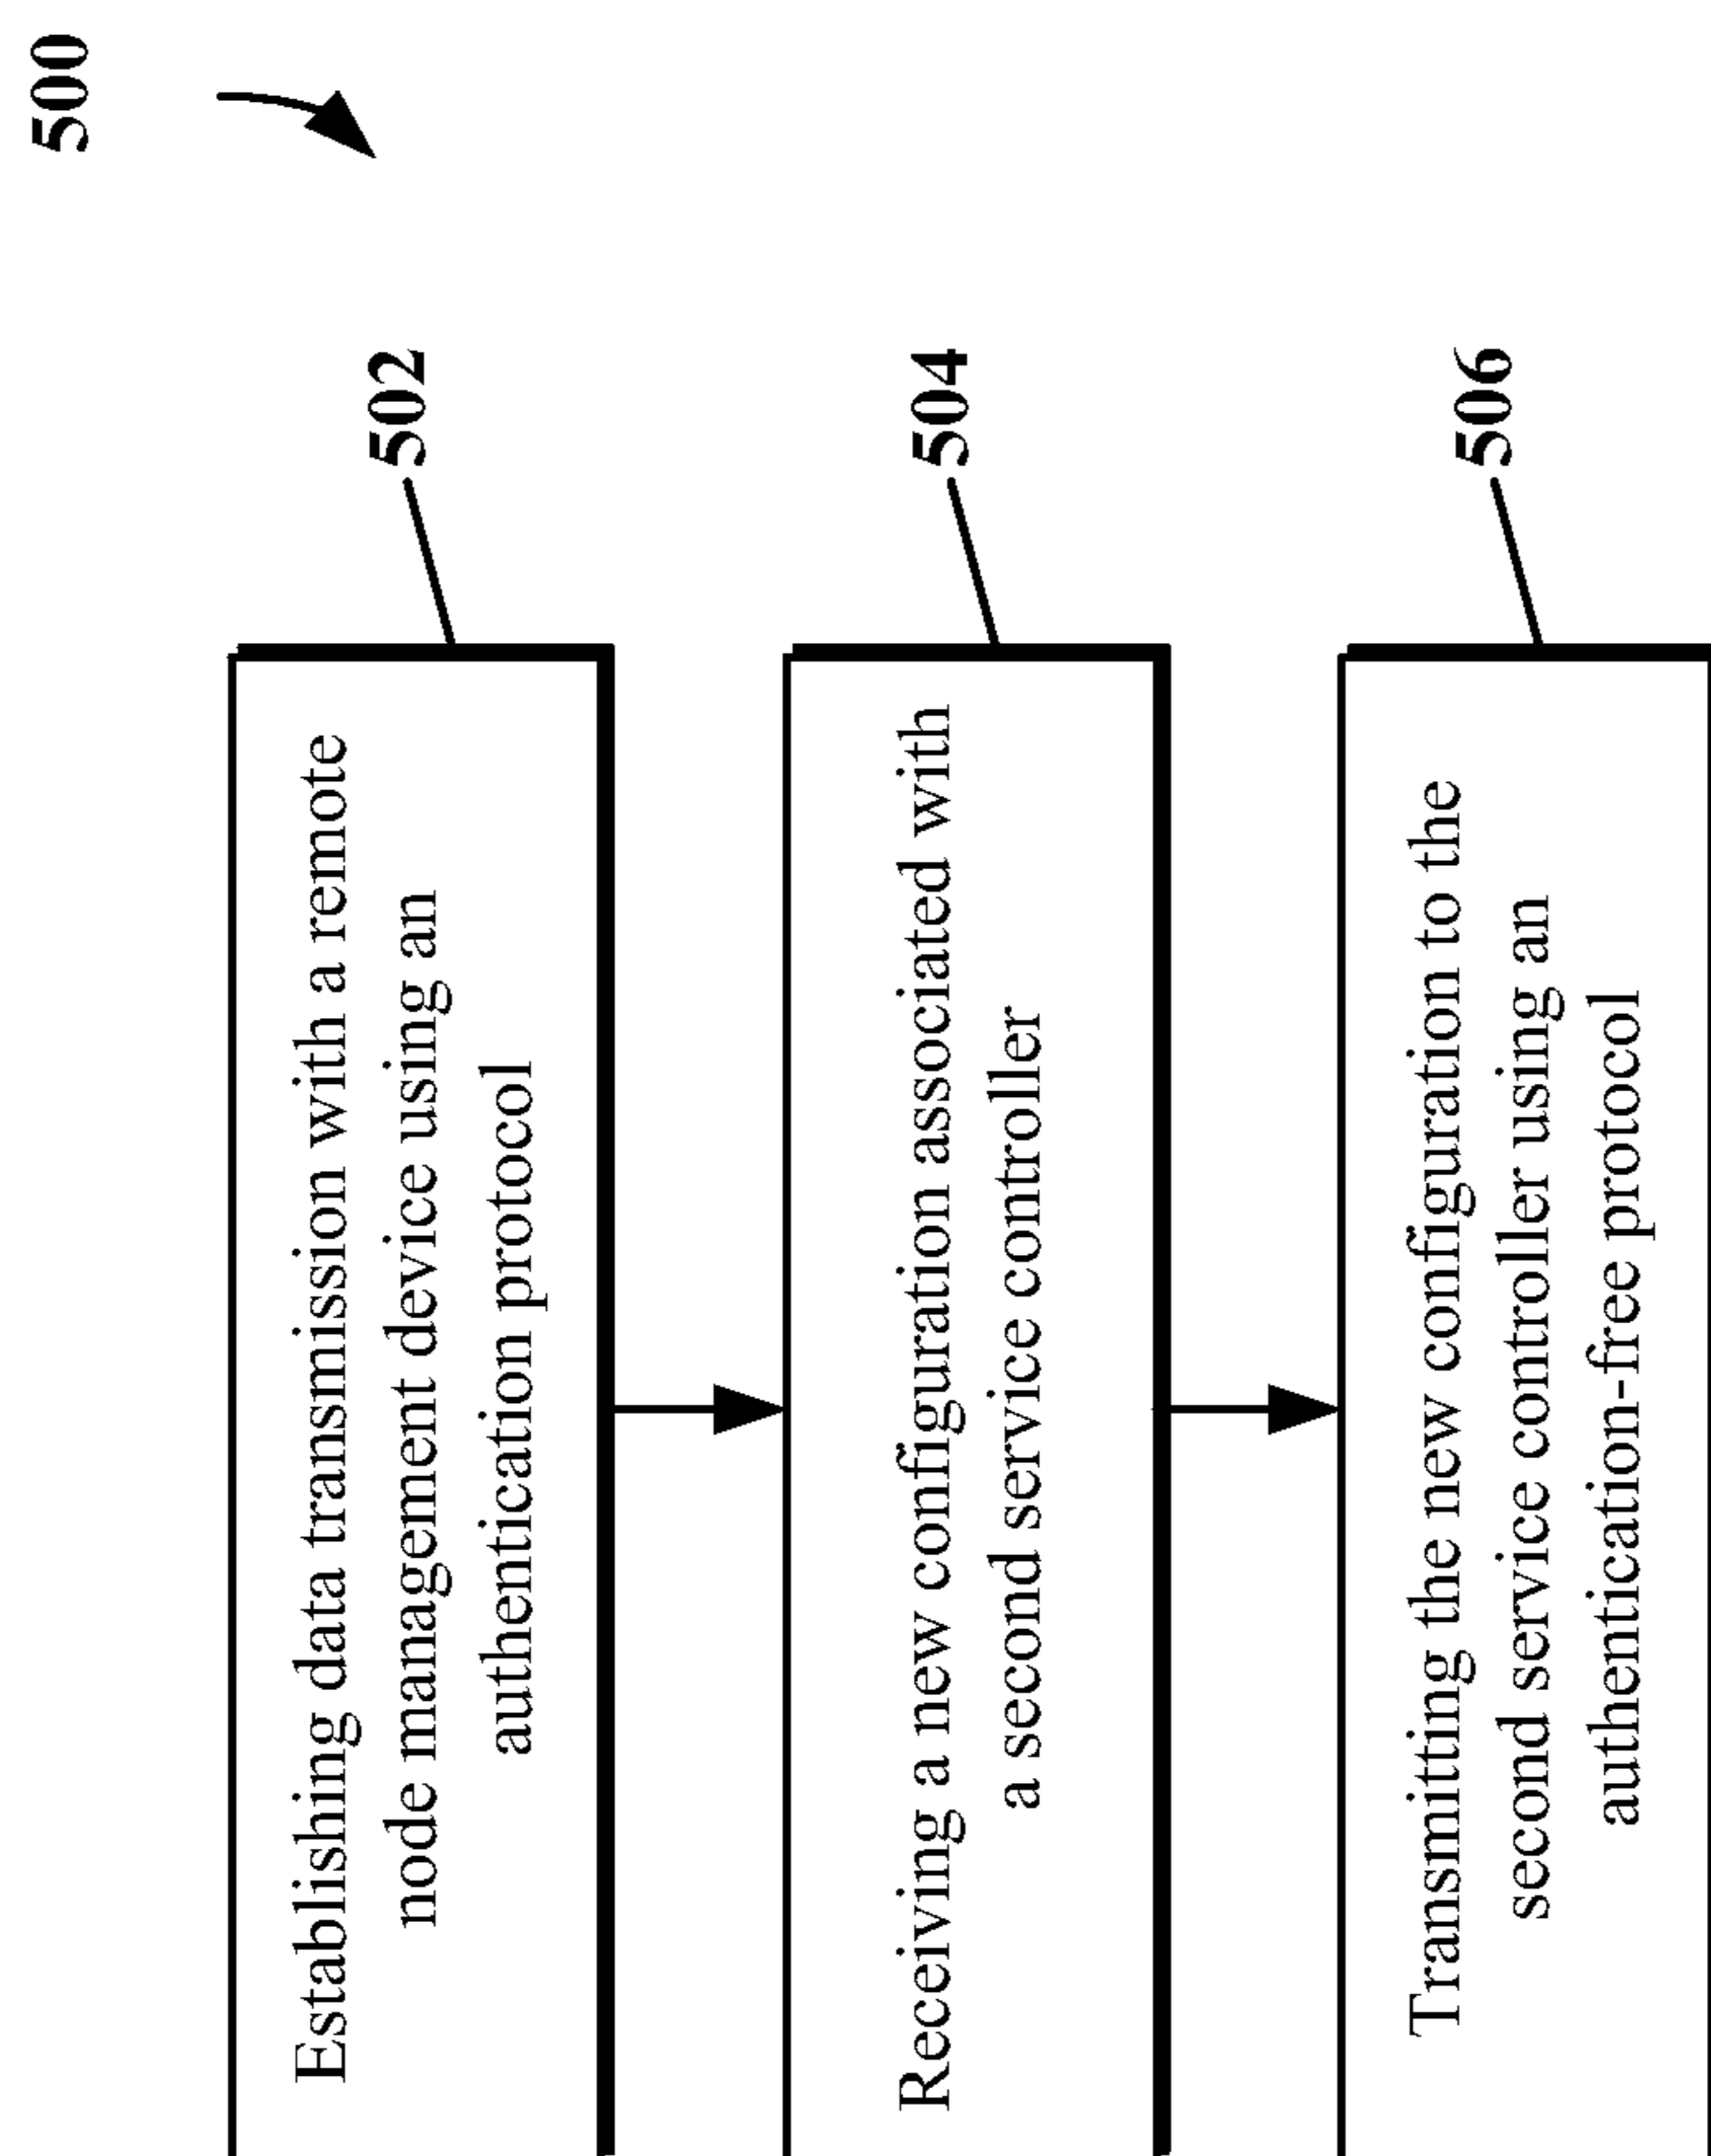 500
502
Establishing data transmission with a remote
node management device using an
authentication protocol
504
Receiving a new configuration associated with
a second service controller
506
Transmitting the new configuration to the
second service controller using an
authentication-free protocol